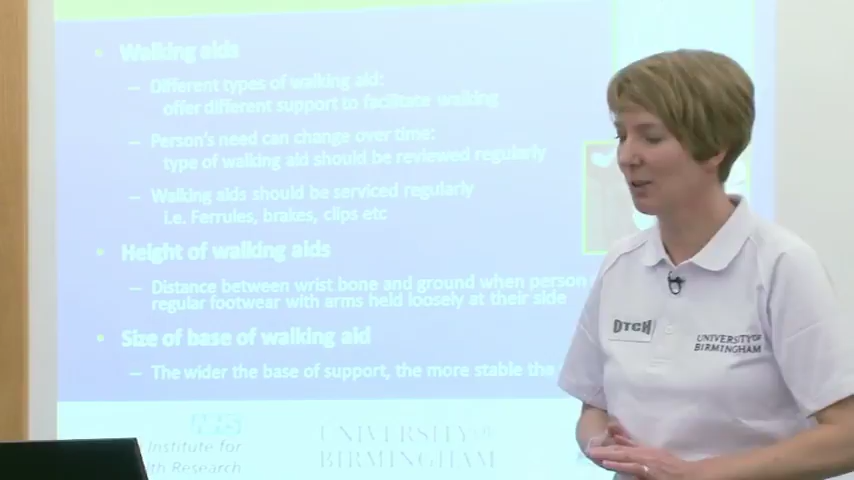 • Walking aids
– Different types of walking aid:
offer different support to facilitate walking
– Person's need can change over time:
type of walking aid should be reviewed regularly
– Walking aids should be serviced regularly
i.e. Ferrules, brakes, clips etc
• Height of walking aids
– Distance between wrist bone and ground when person
regular footwear with arms held loosely at their side
• Size of base of walking aid
– The wider the base of support, the more stable the
NHS
Institute for
Research
UNIVERSITY OF
BIRMINGHAM
DTCH
UNIVERSITY OF
BIRMINGHAM